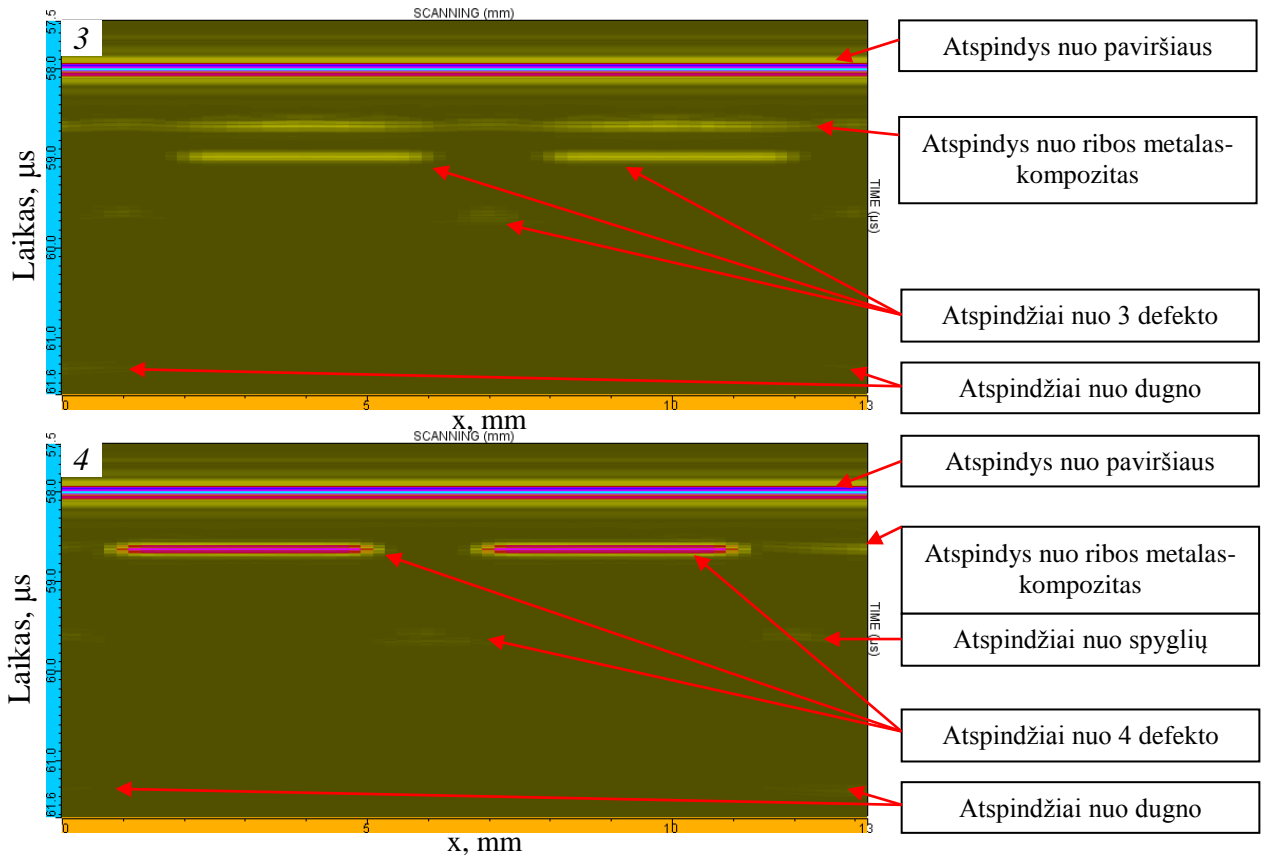 SCANNING (mm)
3
57.5
58.0
59.0
60.0
61.0
61.6
Laikas, µs
TIME (µs)
0
5
10
13
x, mm
Atspindys nuo paviršiaus
Atspindys nuo ribos metalas-
kompozitas
Atspindžiai nuo 3 defekto
Atspindžiai nuo dugno
SCANNING (mm)
4
57.5
58.0
59.0
60.0
61.0
61.6
Laikas, µs
TIME (µs)
0
5
10
13
x, mm
Atspindys nuo paviršiaus
Atspindys nuo ribos metalas-
kompozitas
Atspindžiai nuo spyglių
Atspindžiai nuo 4 defekto
Atspindžiai nuo dugno